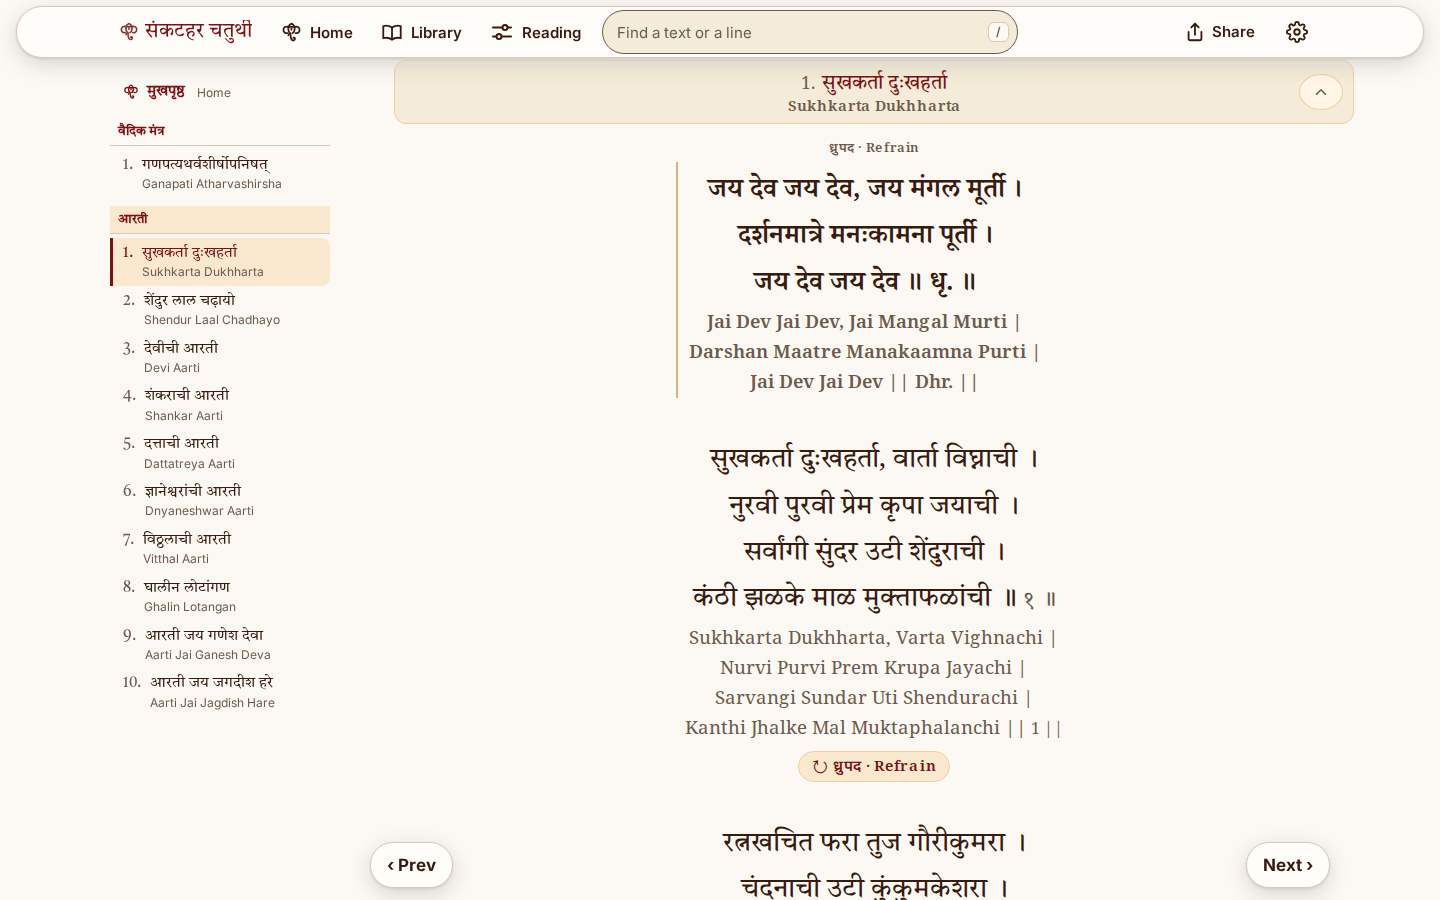 संकटहर चतुर्थी
Home
Library
Reading
Find a text or a line
/
Share
मुखपृष्ठ Home
वैदिक मंत्र
1. गणपत्यथर्वशीर्षोपनिषत्
Ganapati Atharvashirsha
आरती
1. सुखकर्ता दुःखहर्ता
Sukhkarta Dukhharta
2. शेंदुर लाल चढ़ायो
Shendur Laal Chadhayo
3. देवीची आरती
Devi Aarti
4. शंकराची आरती
Shankar Aarti
5. दत्ताची आरती
Dattatreya Aarti
6. ज्ञानेश्वरांची आरती
Dnyaneshwar Aarti
7. विठ्ठलाची आरती
Vitthal Aarti
8. घालीन लोटांगण
Ghalin Lotangan
9. आरती जय गणेश देवा
Aarti Jai Ganesh Deva
10. आरती जय जगदीश हरे
Aarti Jai Jagdish Hare
1. सुखकर्ता दुःखहर्ता
Sukhkarta Dukhharta
ध्रुपद · Refrain
जय देव जय देव, जय मंगल मूर्ती ।
दर्शनमात्रे मनःकामना पूर्ती ।
जय देव जय देव ॥ धृ. ॥
Jai Dev Jai Dev, Jai Mangal Murti |
Darshan Maatre Manakaamna Purti |
Jai Dev Jai Dev || Dhr. ||
सुखकर्ता दुःखहर्ता, वार्ता विघ्नाची ।
नुरवी पुरवी प्रेम कृपा जयाची ।
सर्वांगी सुंदर उटी शेंदुराची ।
कंठी झळके माळ मुक्ताफळांची ॥ १ ॥
Sukhkarta Dukhharta, Varta Vighnachi |
Nurvi Purvi Prem Krupa Jayachi |
Sarvangi Sundar Uti Shendurachi |
Kanthi Jhalke Mal Muktaphalanchi || 1 ||
ध्रुपद · Refrain
रत्नखचित फरा तुज गौरीकुमरा ।
चंदनाची उटी कुंकुमकेशरा ।
‹ Prev
Next ›